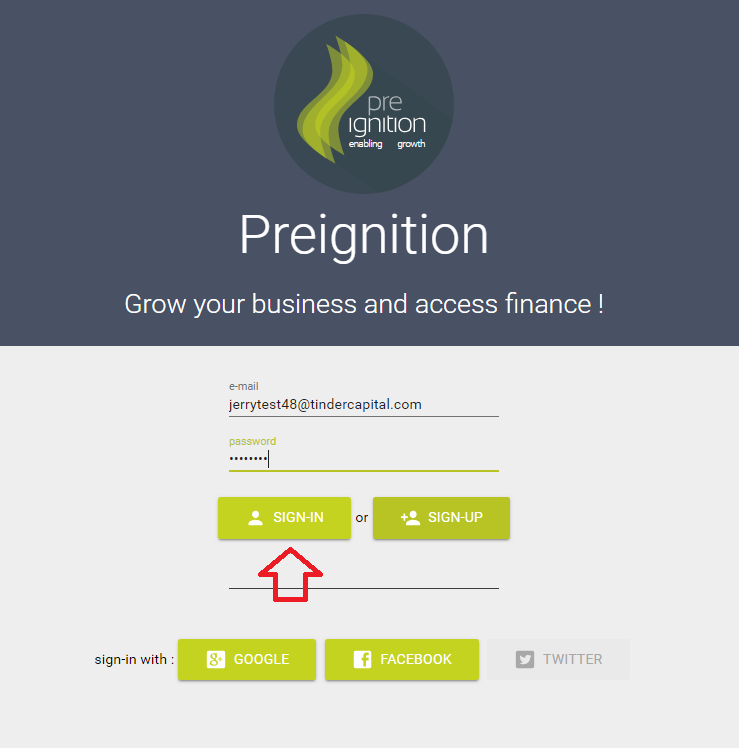 pre
ignition
enabling growth
Preignition
Grow your business and access finance !
e-mail
jerrytest48@tindercapital.com
password
••••••••
SIGN-IN or SIGN-UP
sign-in with : GOOGLE FACEBOOK TWITTER